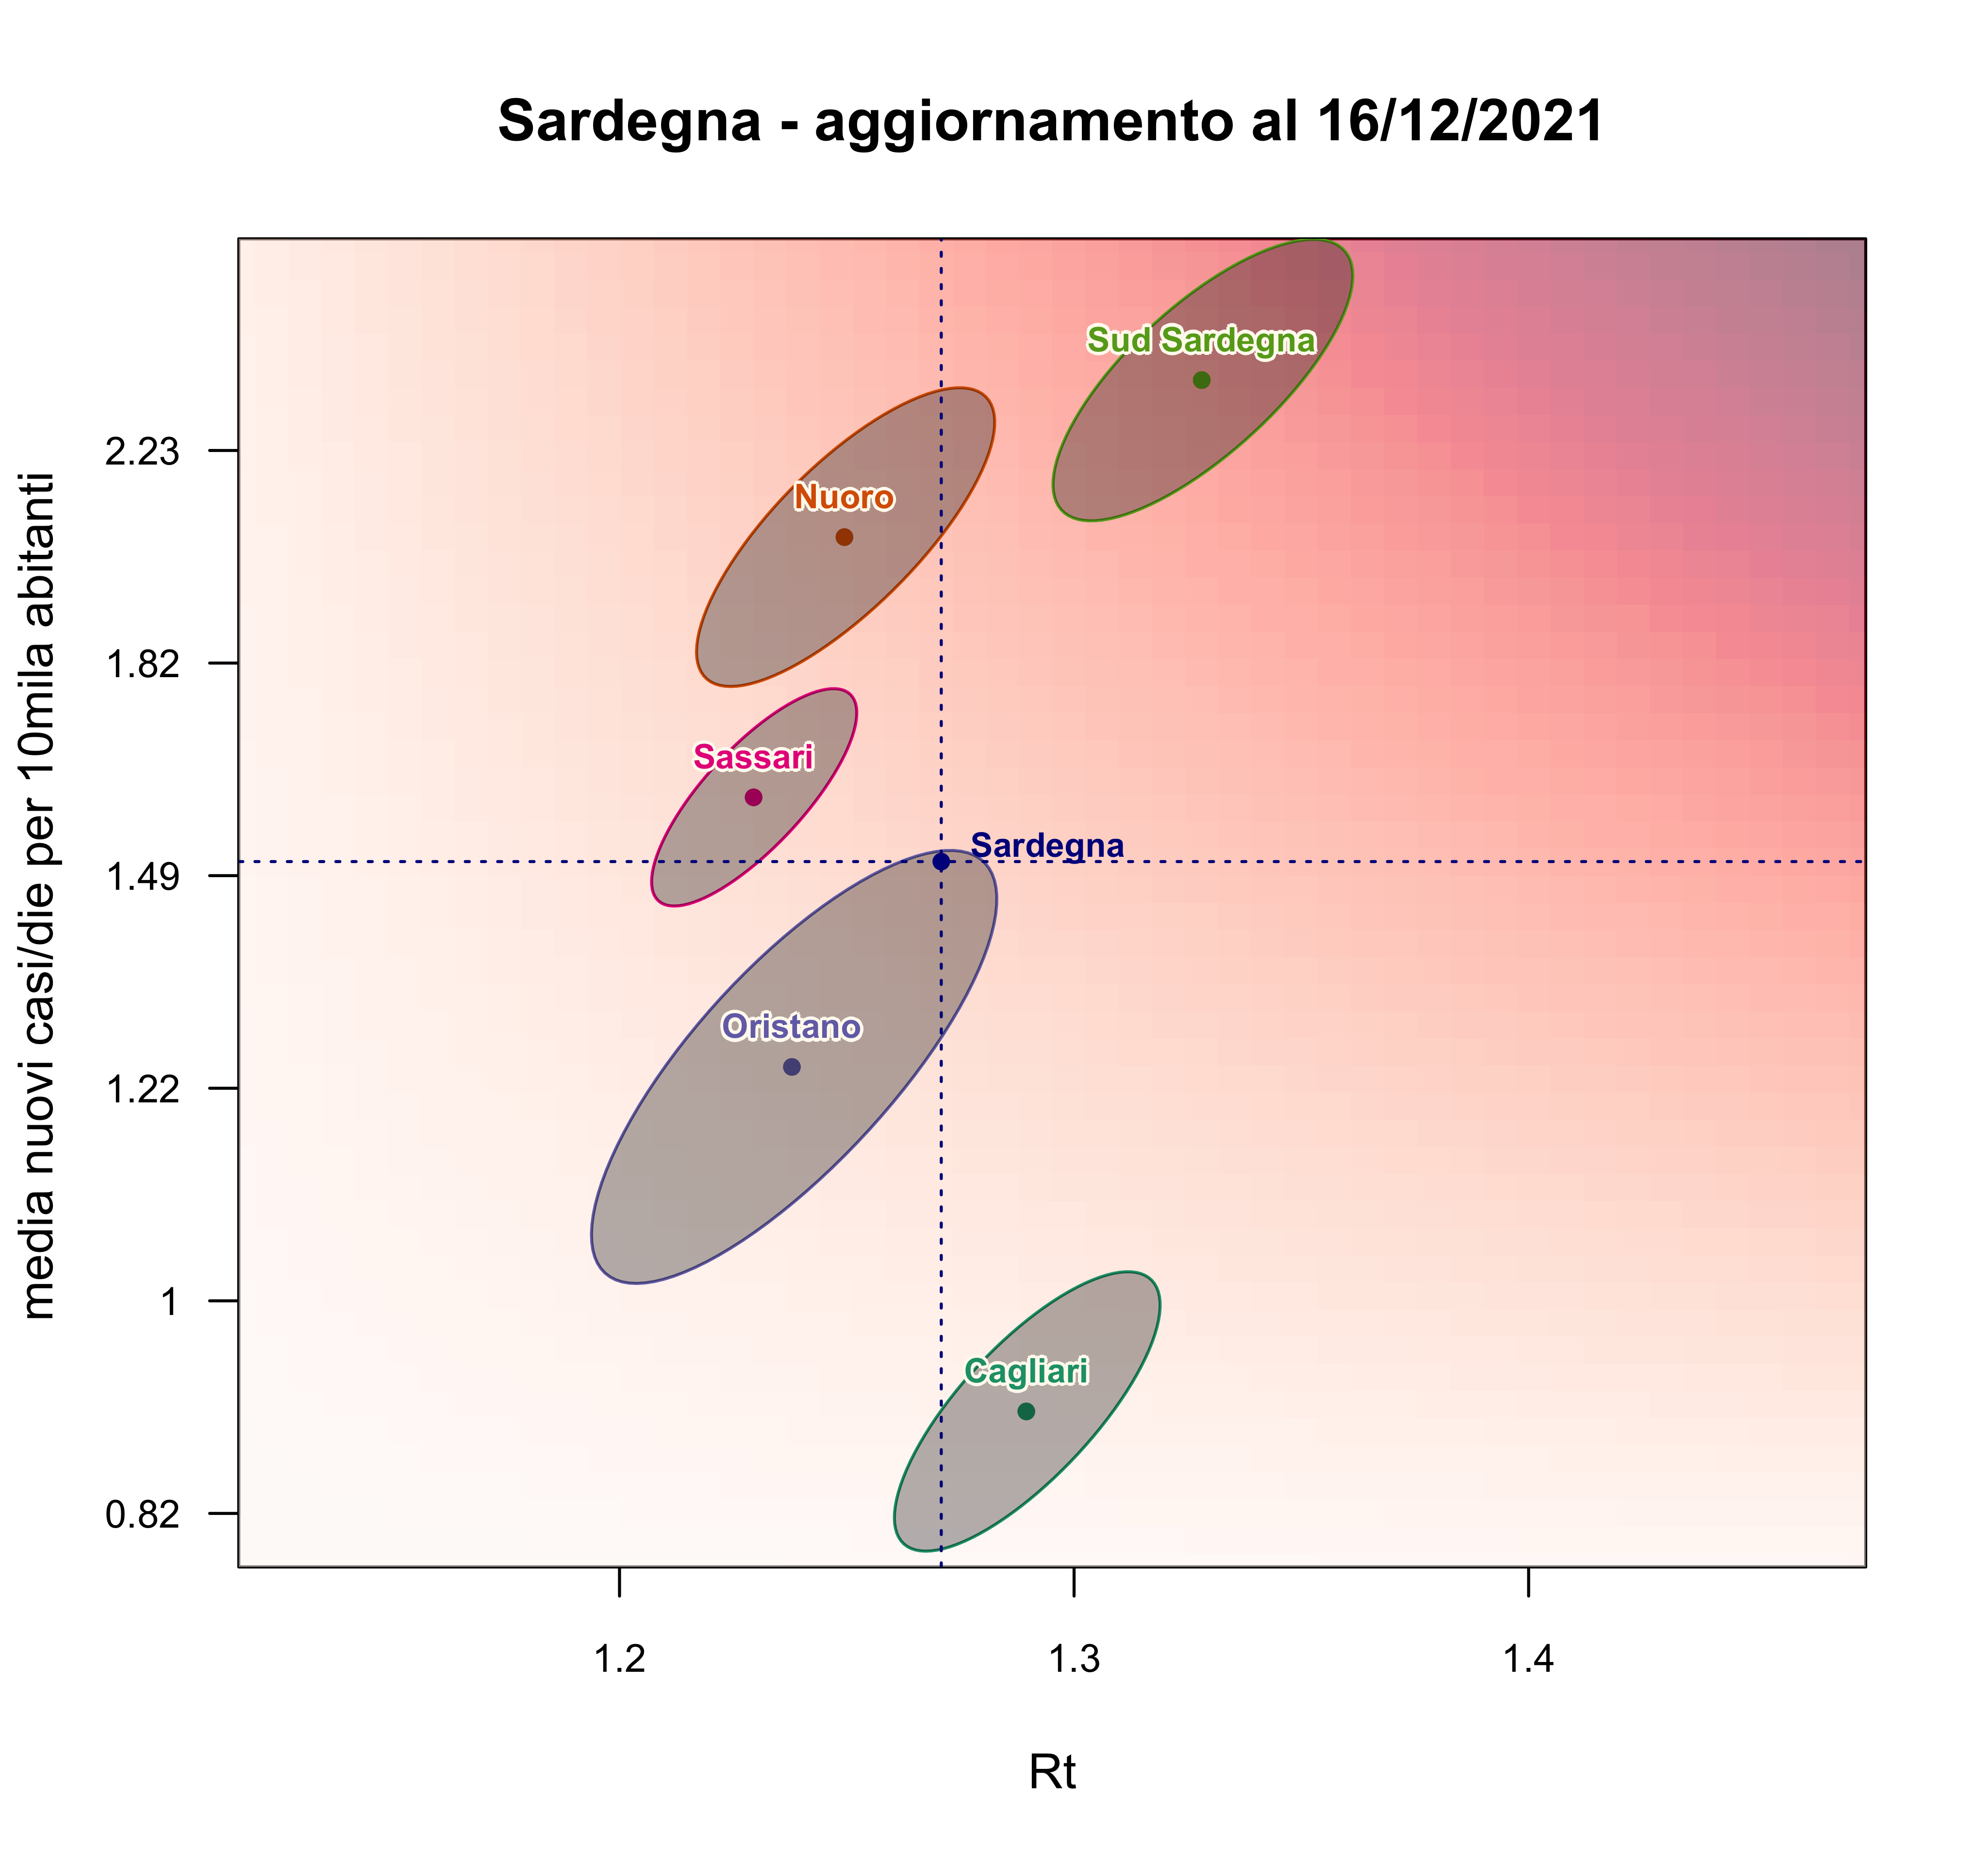 Sardegna - aggiornamento al 16/12/2021
media nuovi casi/die per 10mila abitanti
2.23
1.82
1.49
1.22
1
0.82
Sud Sardegna
Nuoro
Sassari
Sardegna
Oristano
Cagliari
1.2
1.3
1.4
Rt